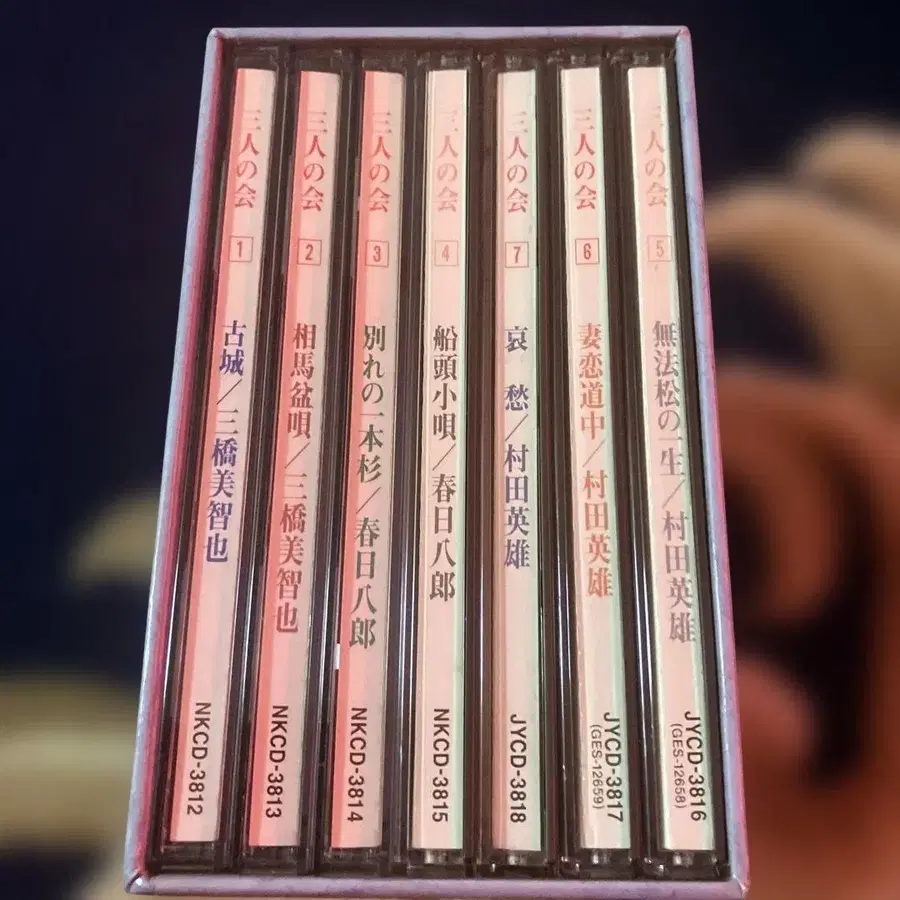 三人の会 1 古城／三橋美智也 NKCD-3812
三人の会 2 相馬盆唄／三橋美智也 NKCD-3813
三人の会 3 別れの一本杉／春日八郎 NKCD-3814
三人の会 4 船頭小唄／春日八郎 NKCD-3815
三人の会 7 哀愁／村田英雄 JYCD-3818
三人の会 6 妻恋道中／村田英雄 JYCD-3817
(GES-12659)
三人の会 5 無法松の一生／村田英雄 JYCD-3816
(GES-12658)